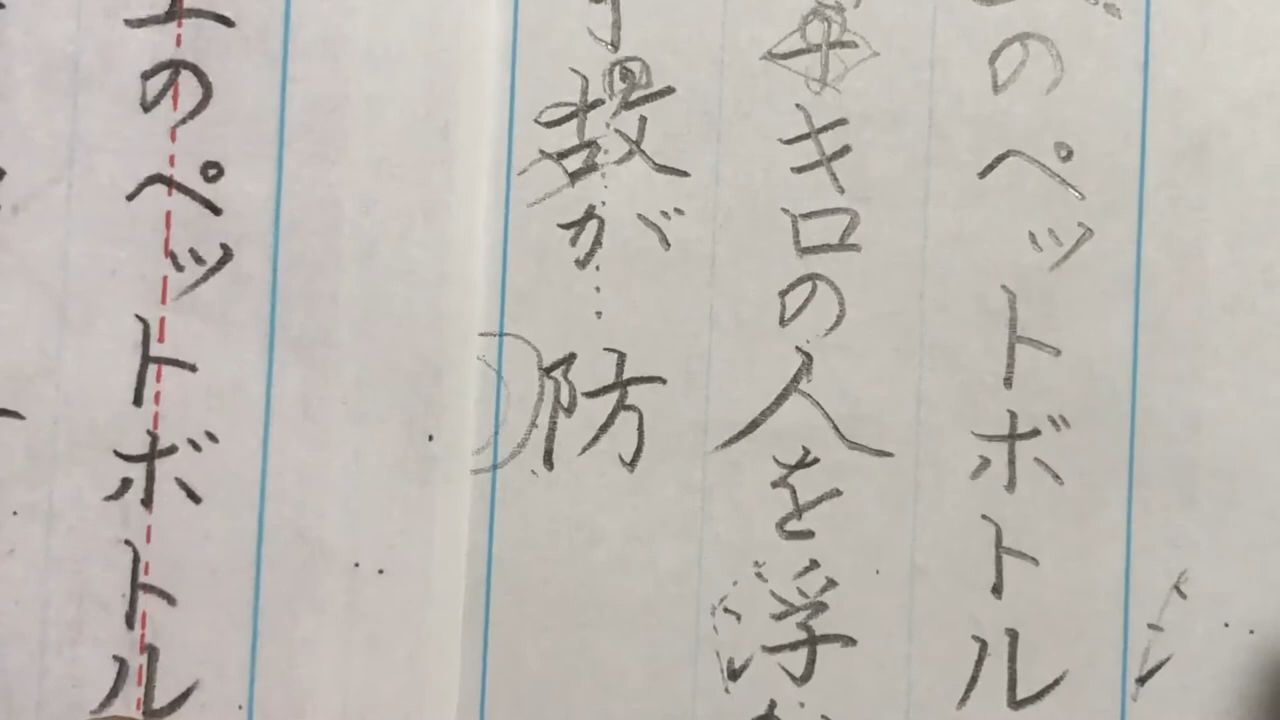 のペットボトル
キロの人を浮
故が防
のペットボトル